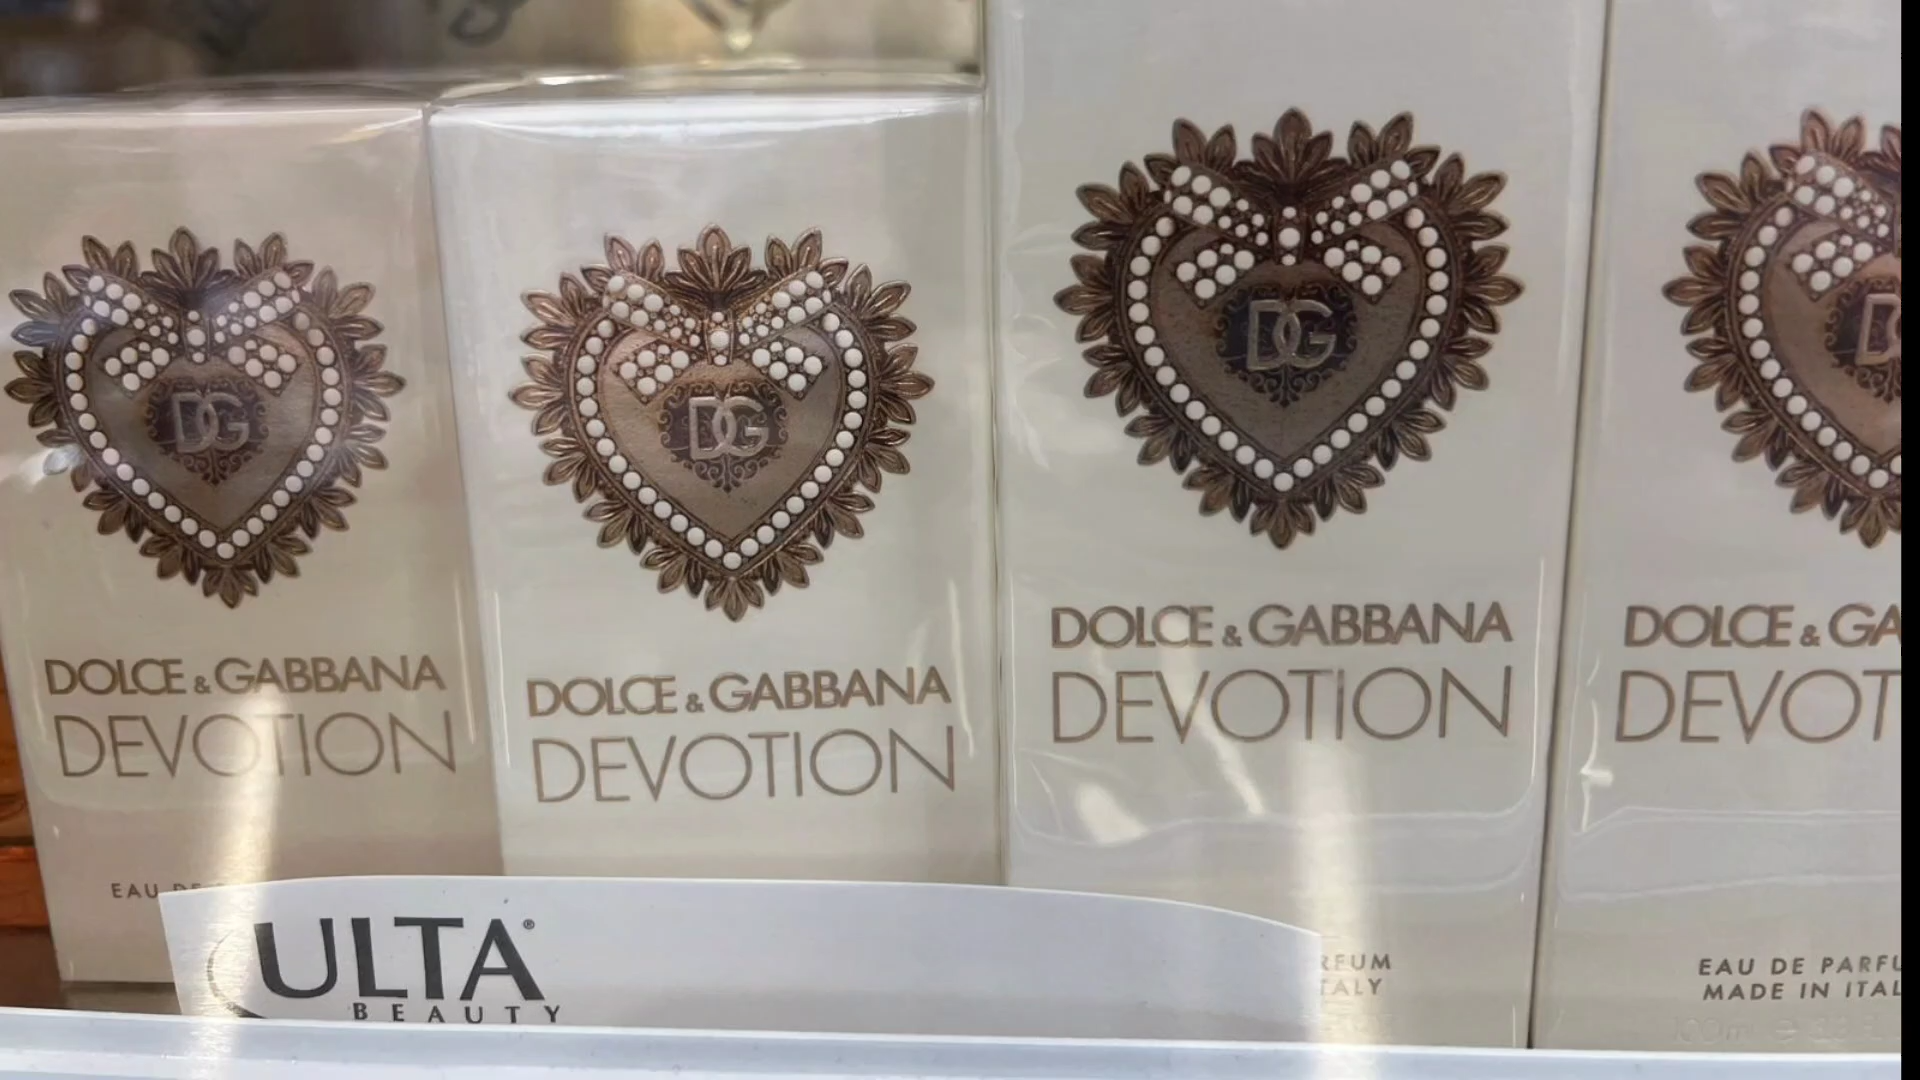 DG
DOLCE & GABBANA
DEVOTION
EAU
DG
DOLCE & GABBANA
DEVOTION
DG
DOLCE & GABBANA
DEVOTION
DOLCE & GA
DEVOT
EAU DE PARFU
MADE IN ITAL
ULTA®
BEAUTY